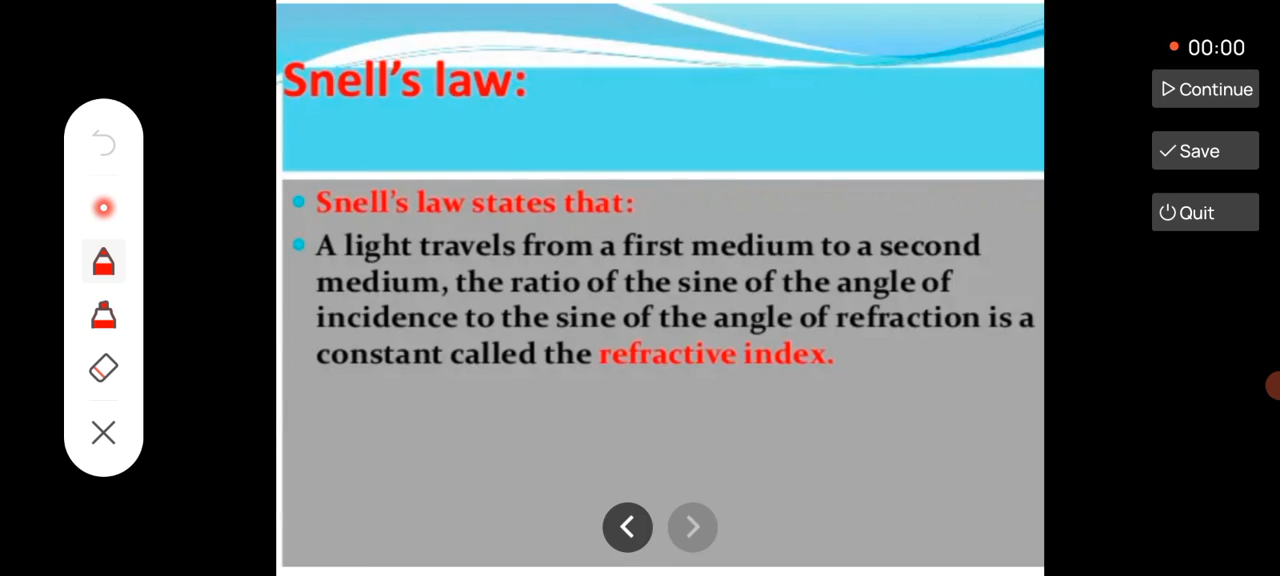 Snell's law:
00:00
Continue
Save
Quit
Snell's law states that:
A light travels from a first medium to a second
medium, the ratio of the sine of the angle of
incidence to the sine of the angle of refraction is a
constant called the refractive index.